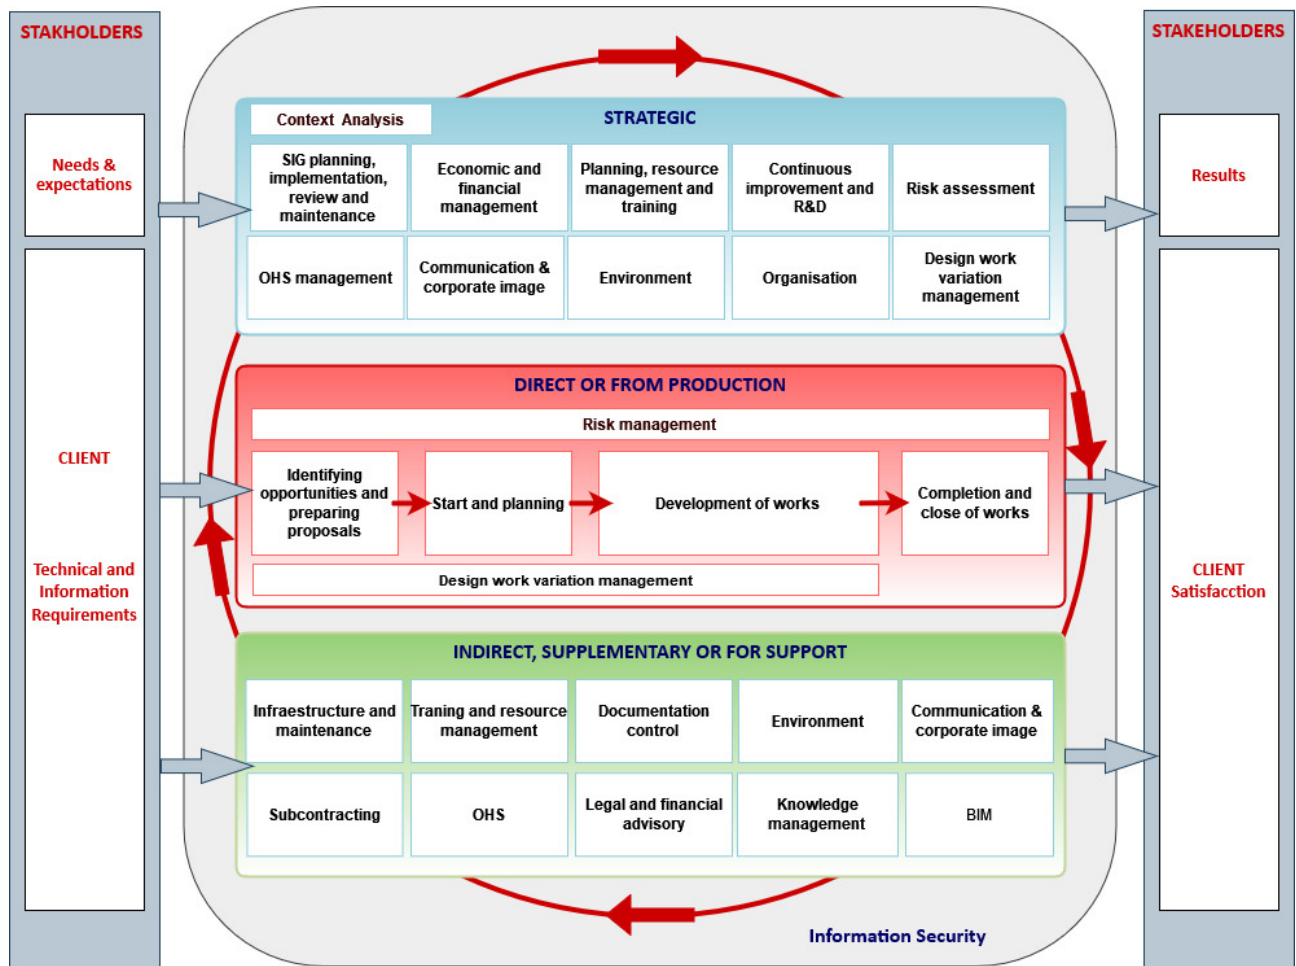 STAKHOLDERS
Needs &
expectations
CLIENT
Technical and
Information
Requirements
STRATEGIC
Context Analysis
SIG planning,
implementation,
review and
maintenance
Economic and
financial
management
Planning, resource
management and
training
Continuous
improvement and
R&D
Risk assessment
OHS management
Communication &
corporate image
Environment
Organisation
Design work
variation
management
DIRECT OR FROM PRODUCTION
Risk management
Identifying
opportunities and
preparing
proposals
Start and planning
Development of works
Completion and
close of works
Design work variation management
INDIRECT, SUPPLEMENTARY OR FOR SUPPORT
Infraestructure and
maintenance
Traning and resource
management
Documentation
control
Environment
Communication &
corporate image
Subcontracting
OHS
Legal and financial
advisory
Knowledge
management
BIM
Information Security
STAKEHOLDERS
Results
CLIENT
Satisfacction